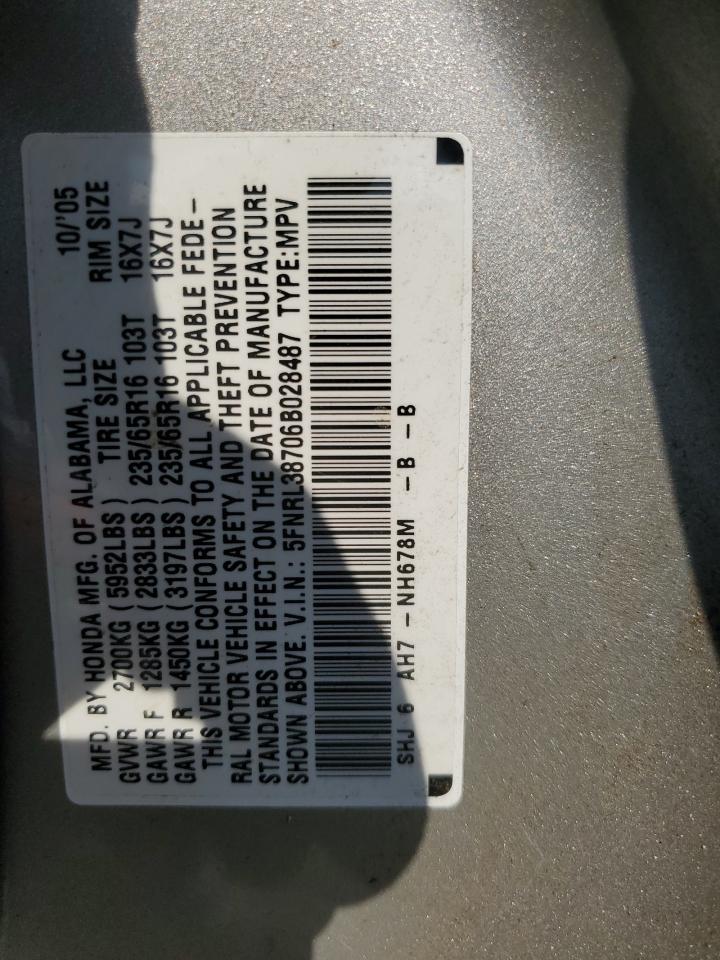 MFD. BY HONDA MFG. OF ALABAMA, LLC 10/'05
GVWR 2700KG (5952LBS) TIRE SIZE RIM SIZE
GAWR F 1285KG (2833LBS) 235/65R16 103T 16X7J
GAWR R 1450KG (3197LBS) 235/65R16 103T 16X7J
THIS VEHICLE CONFORMS TO ALL APPLICABLE FEDE-
RAL MOTOR VEHICLE SAFETY AND THEFT PREVENTION
STANDARDS IN EFFECT ON THE DATE OF MANUFACTURE
SHOWN ABOVE. V.I.N.: 5FNRL38706B028487 TYPE:MPV
SHJ 6 AH7 -NH678M -B -B